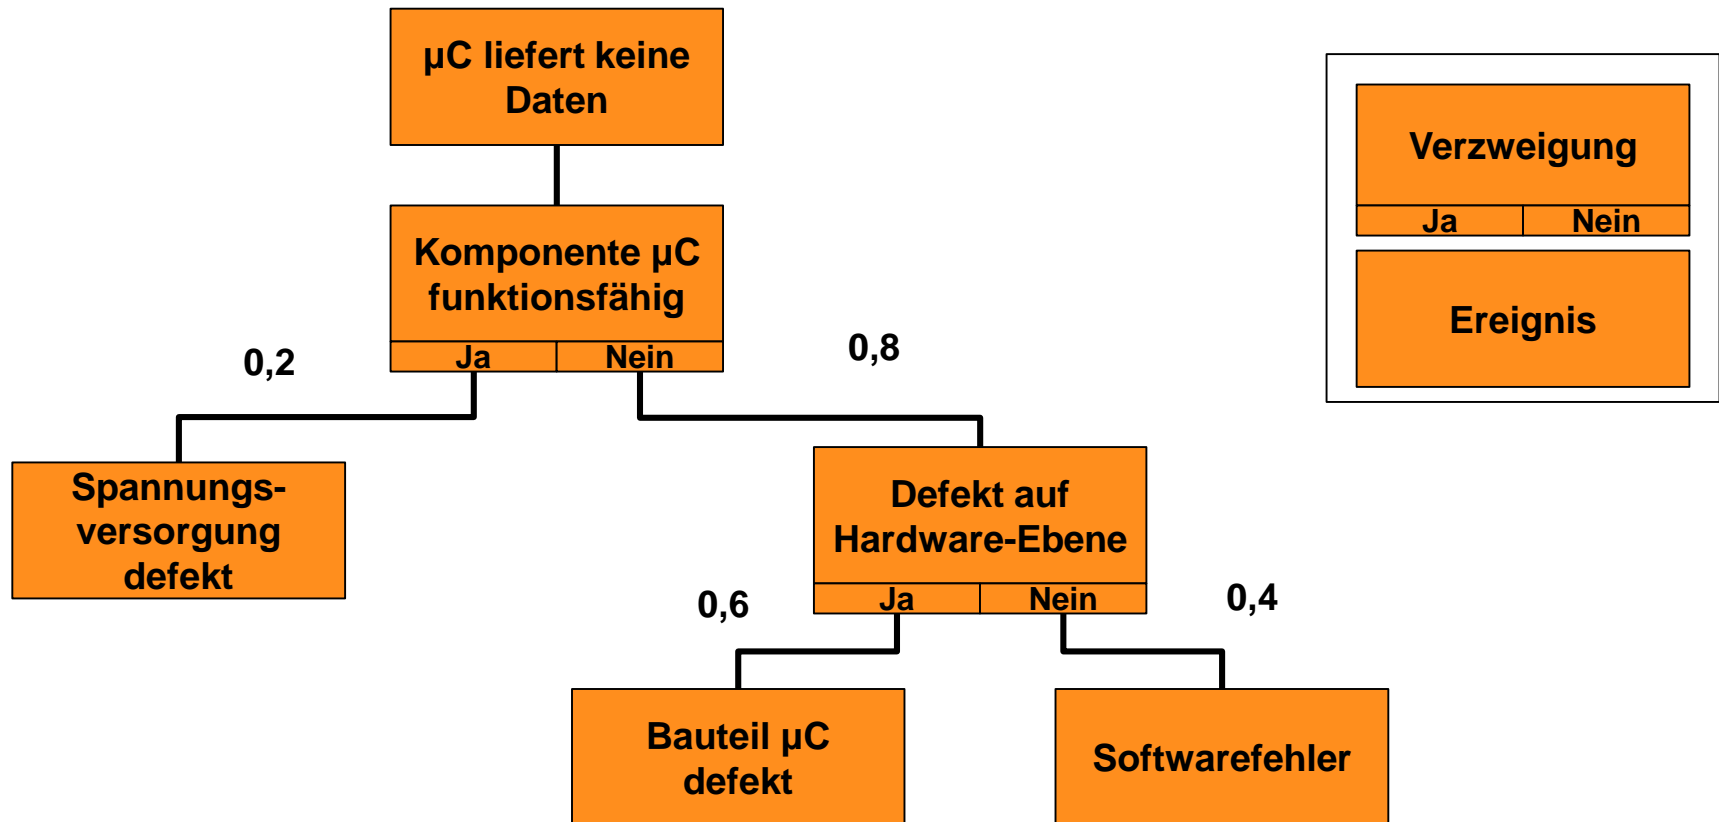 µC liefert keine
Daten
Verzweigung
Ja Nein
Komponente µC
funktionsfähig
Ja Nein
Ereignis
0,2
0,8
Spannungs-
versorgung
defekt
Defekt auf
Hardware-Ebene
Ja Nein
0,6
0,4
Bauteil µC
defekt
Softwarefehler